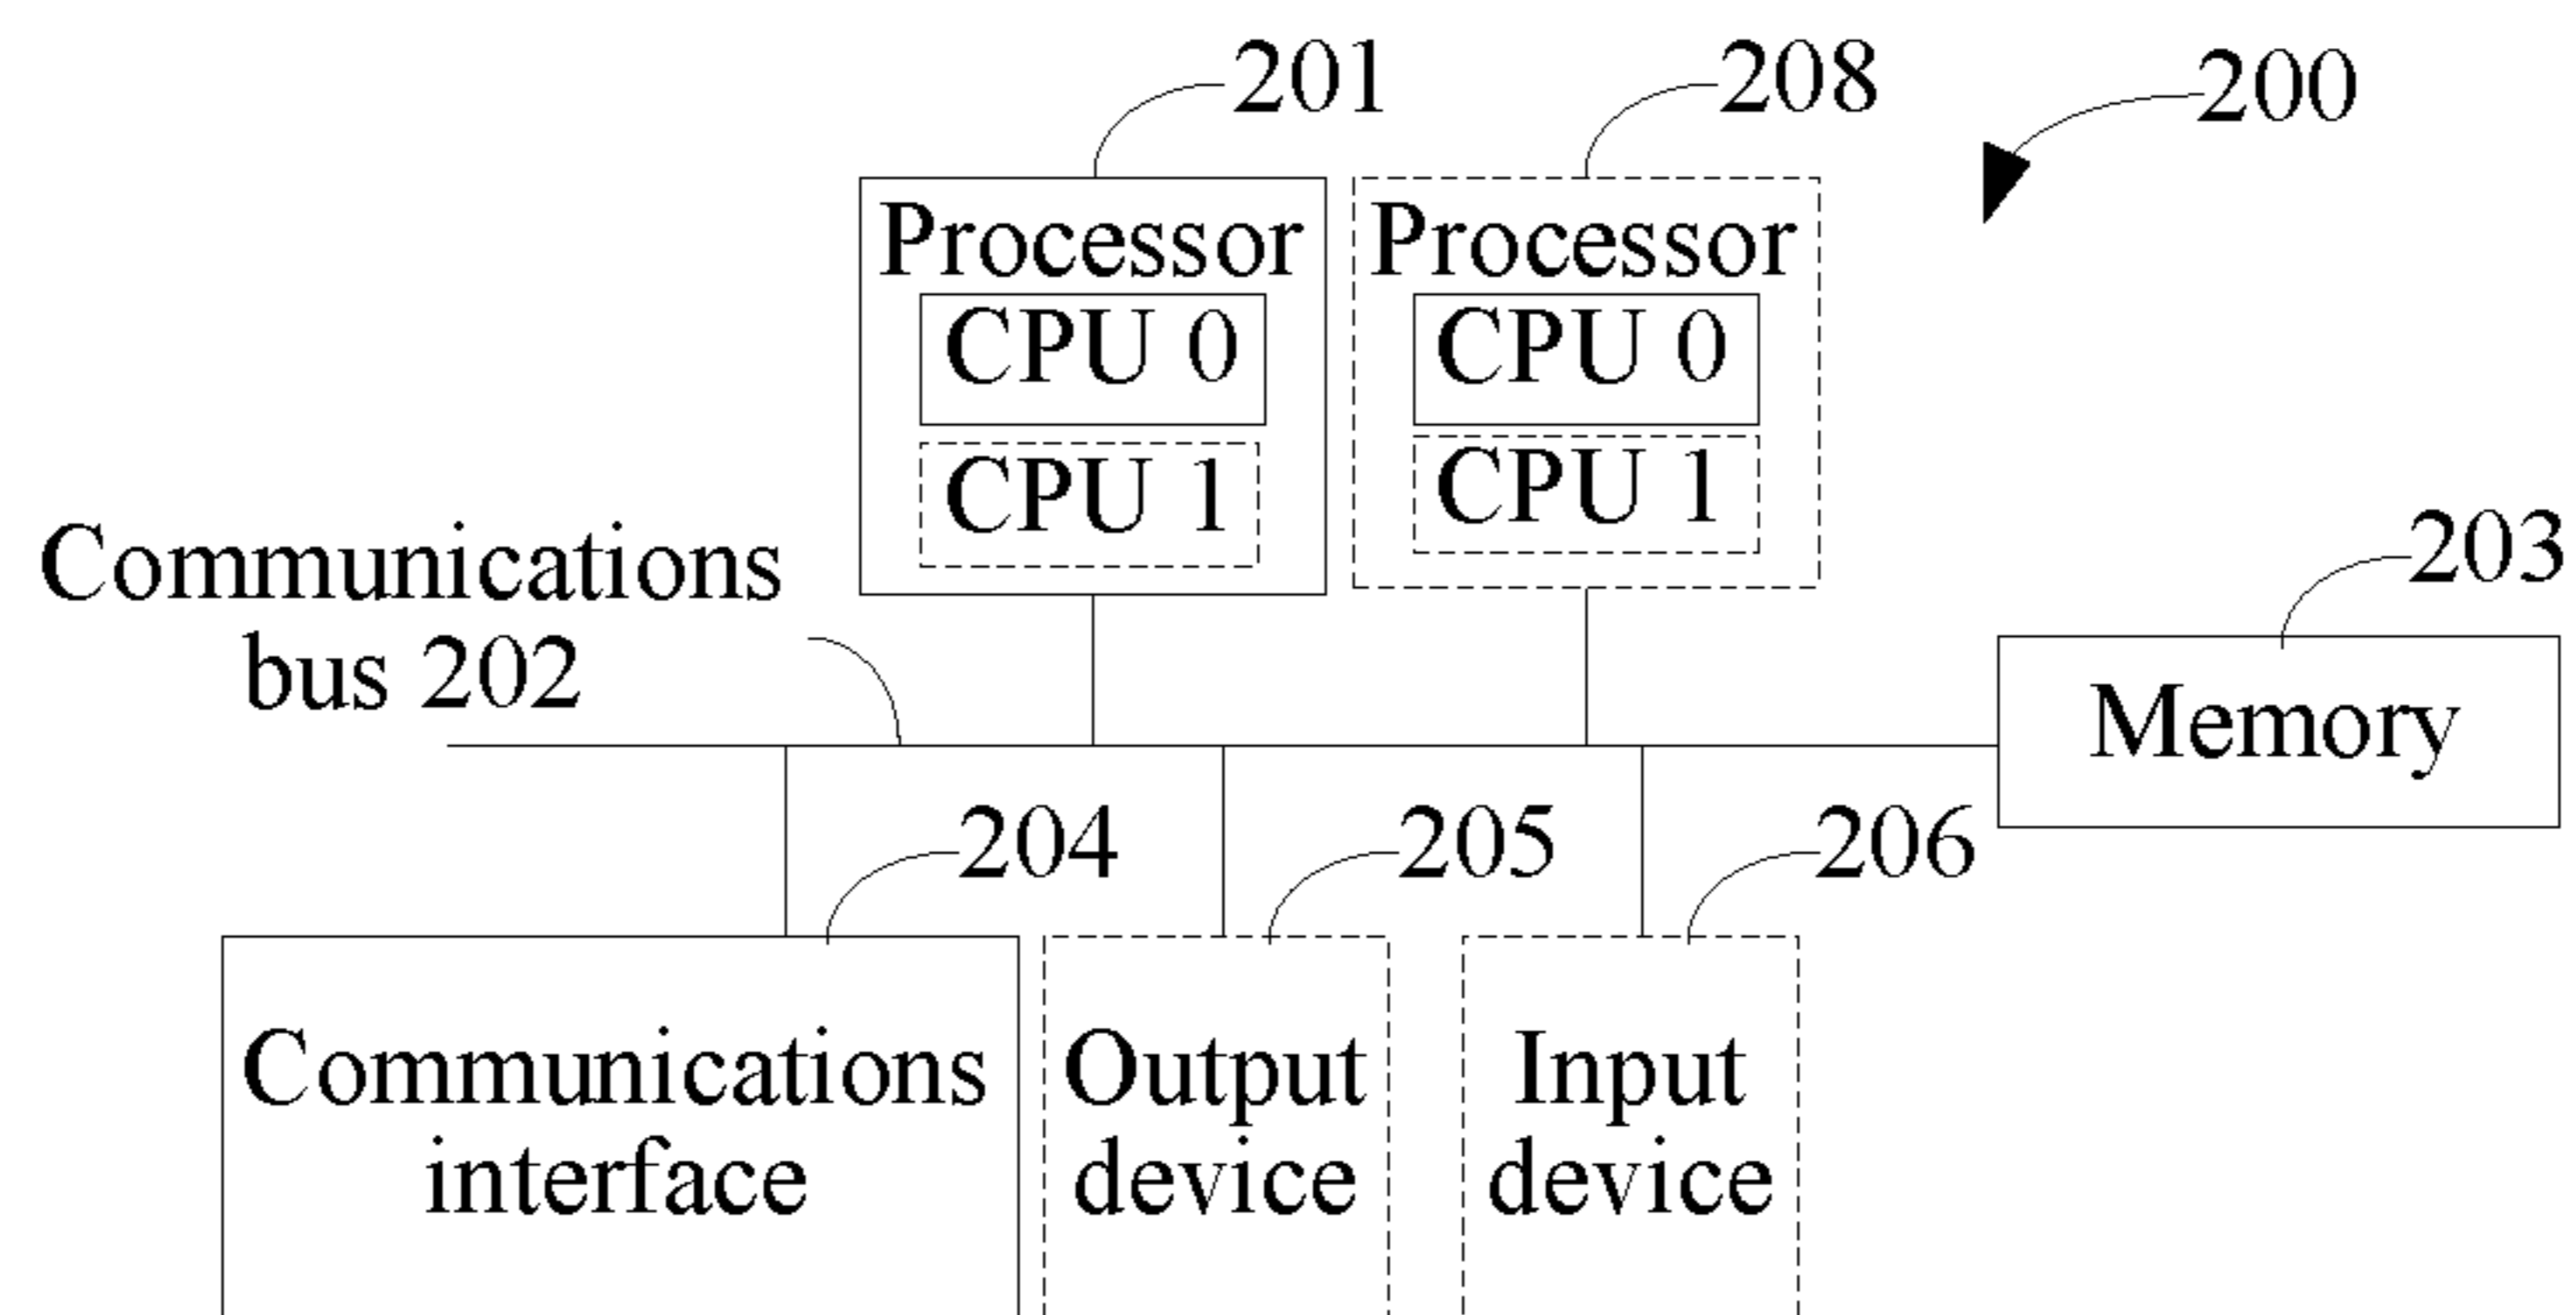 201
208
200
Processor
CPU 0
CPU 1
Processor
CPU 0
CPU 1
Communications
bus 202
203
Memory
204
205
206
Communications
interface
Output
device
Input
device